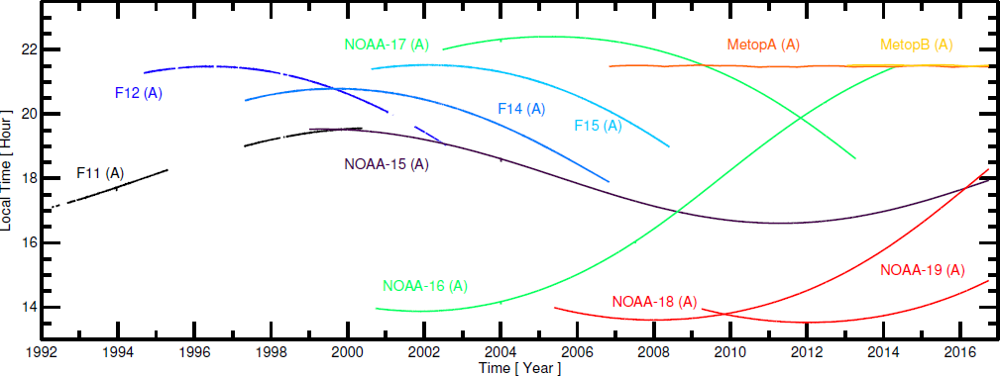 22
20
18
16
14
Local Time [ Hour ]
NOAA-17 (A)
MetopA (A)
MetopB (A)
F12 (A)
F14 (A)
F15 (A)
F11 (A)
NOAA-15 (A)
NOAA-16 (A)
NOAA-18 (A)
NOAA-19 (A)
1992 1994 1996 1998 2000 2002 2004 2006 2008 2010 2012 2014 2016
Time [ Year ]